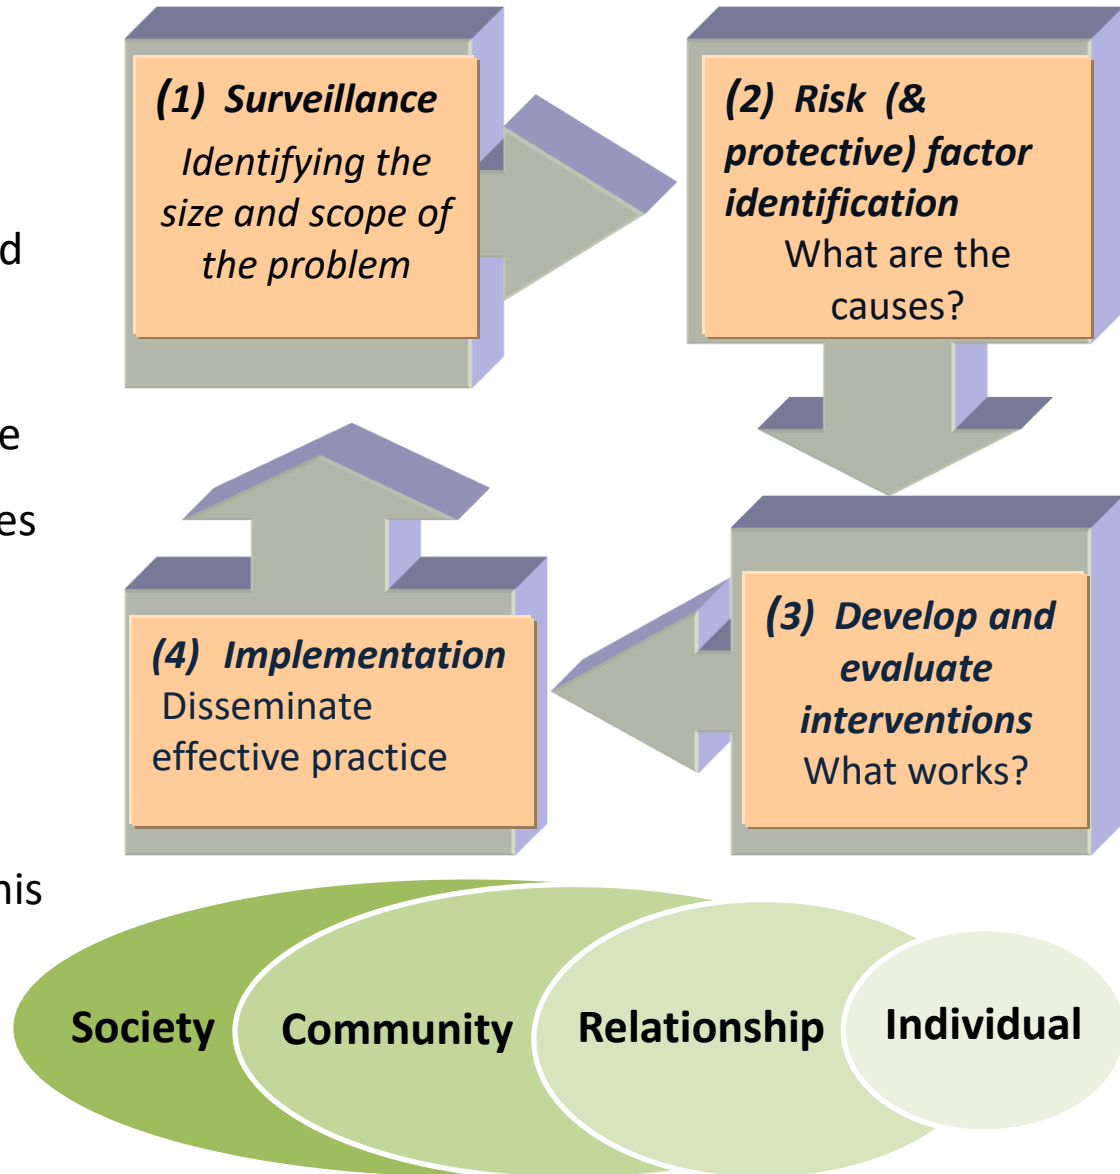 (1) Surveillance
Identifying the
size and scope of
the problem
(2) Risk (&
protective) factor
identification
What are the
causes?
d
e
es
(4) Implementation
Disseminate
effective practice
(3) Develop and
evaluate
interventions
What works?
his
Society
Community
Relationship
Individual